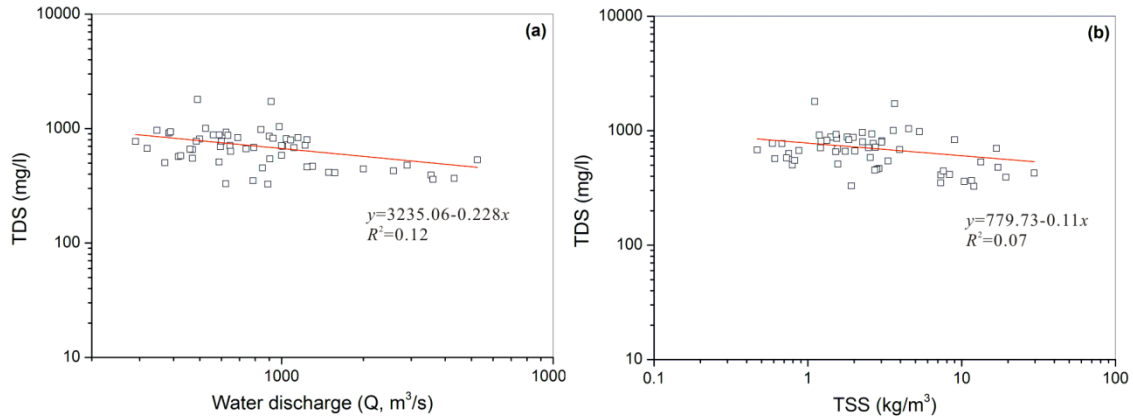 10000
(a)
1000
TDS (mg/l)
100
10
y=3235.06-0.228x
R²=0.12
1000
1000
Water discharge (Q, m³/s)
10000
(b)
1000
TDS (mg/l)
100
10
y=779.73-0.11x
R²=0.07
0.1
1
10
100
TSS (kg/m³)